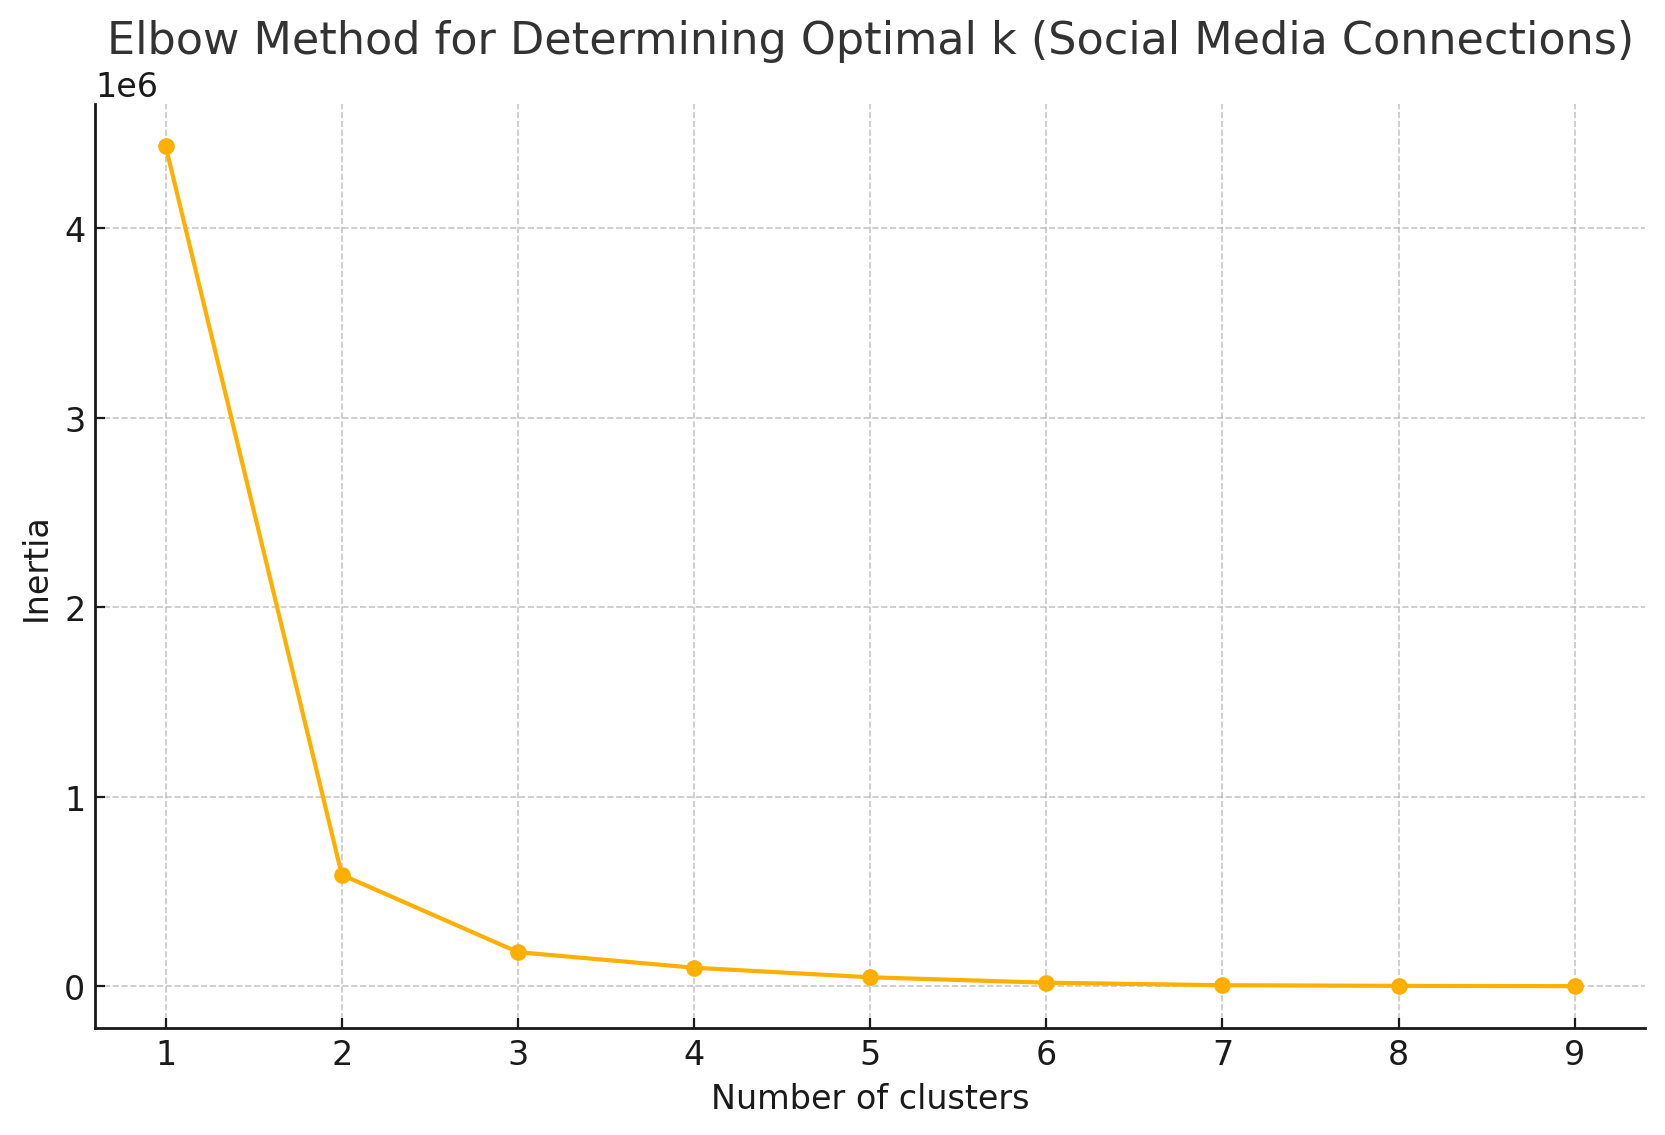 Elbow Method for Determining Optimal k (Social Media Connections)
1e6
4
3
2
1
0
Inertia
1 2 3 4 5 6 7 8 9
Number of clusters